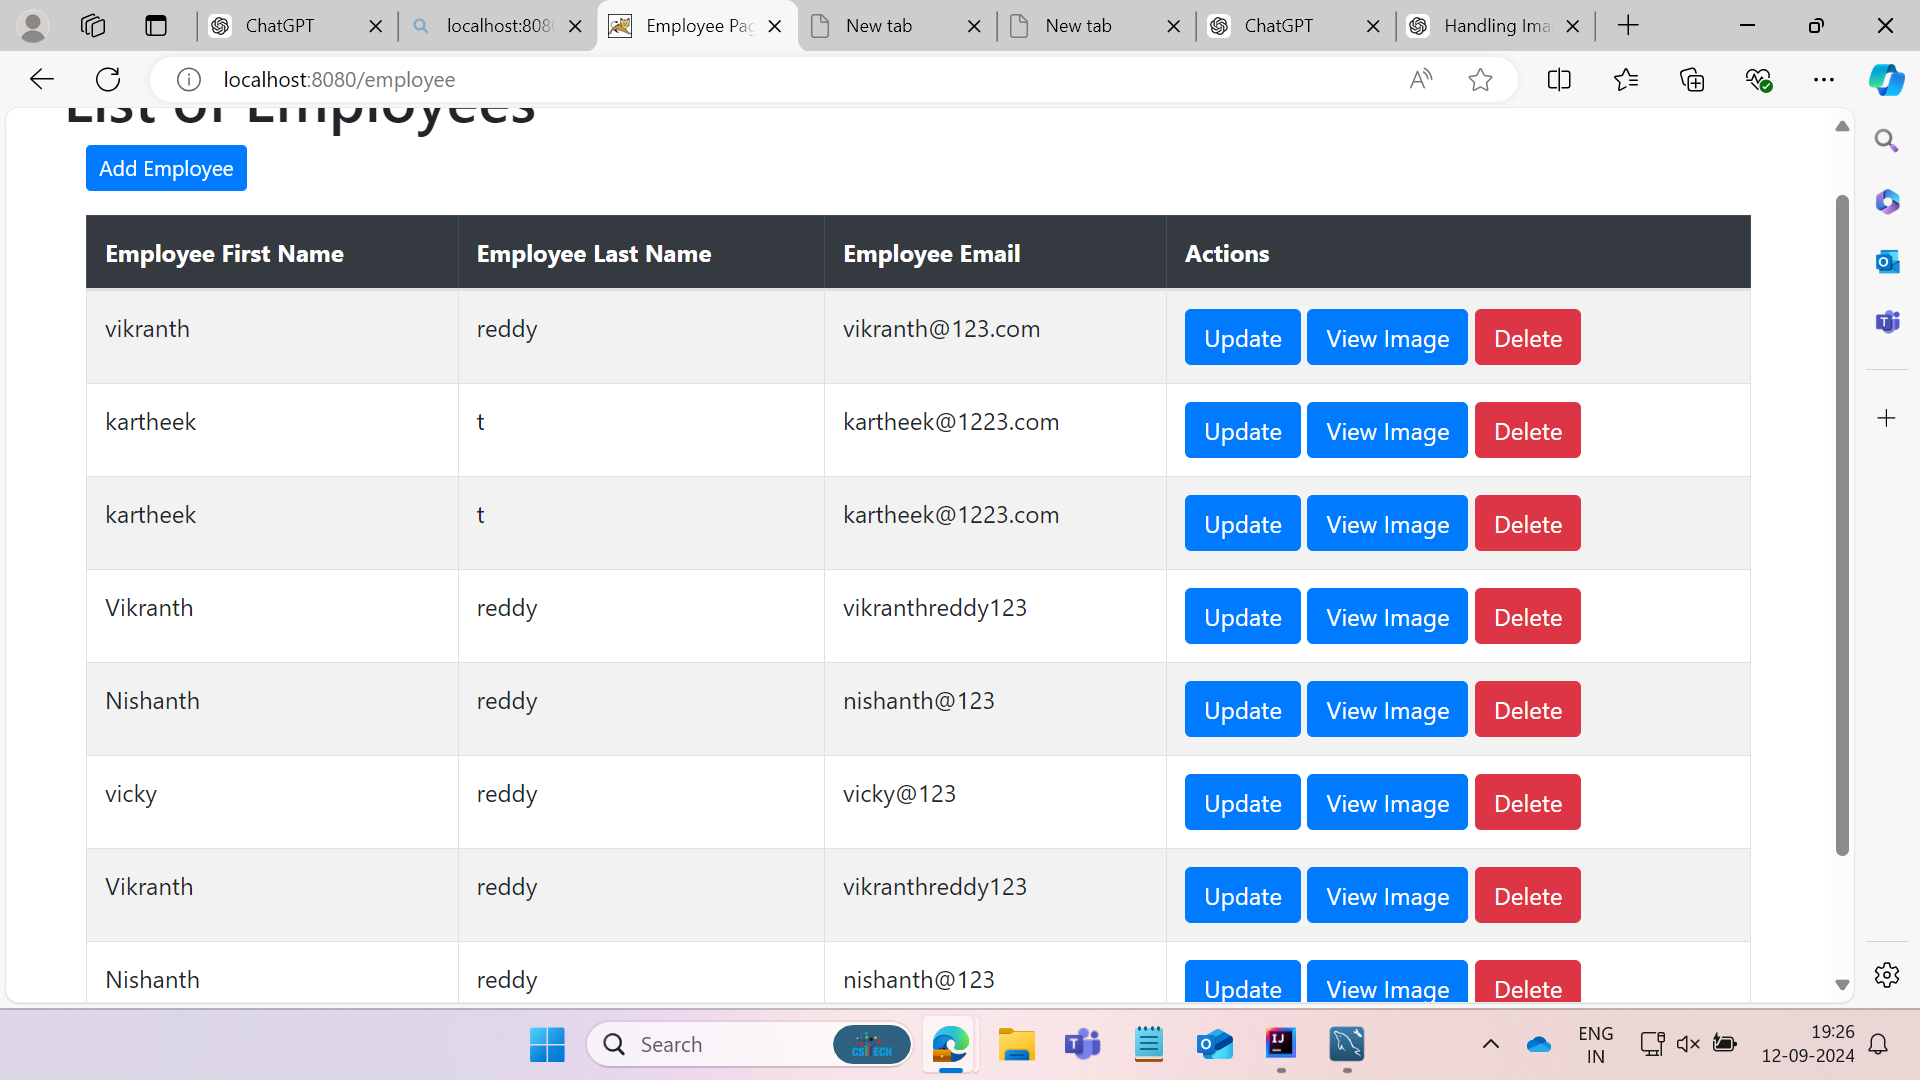 ChatGPT
localhost:808
Employee Pag
New tab
New tab
ChatGPT
Handling Ima
localhost:8080/employee
List of Employees
Add Employee
Employee First Name Employee Last Name Employee Email Actions
vikranth reddy vikranth@123.com Update View Image Delete
kartheek t kartheek@1223.com Update View Image Delete
kartheek t kartheek@1223.com Update View Image Delete
Vikranth reddy vikranthreddy123 Update View Image Delete
Nishanth reddy nishanth@123 Update View Image Delete
vicky reddy vicky@123 Update View Image Delete
Vikranth reddy vikranthreddy123 Update View Image Delete
Nishanth reddy nishanth@123 Update View Image Delete
Search
ENG
IN
19:26
12-09-2024